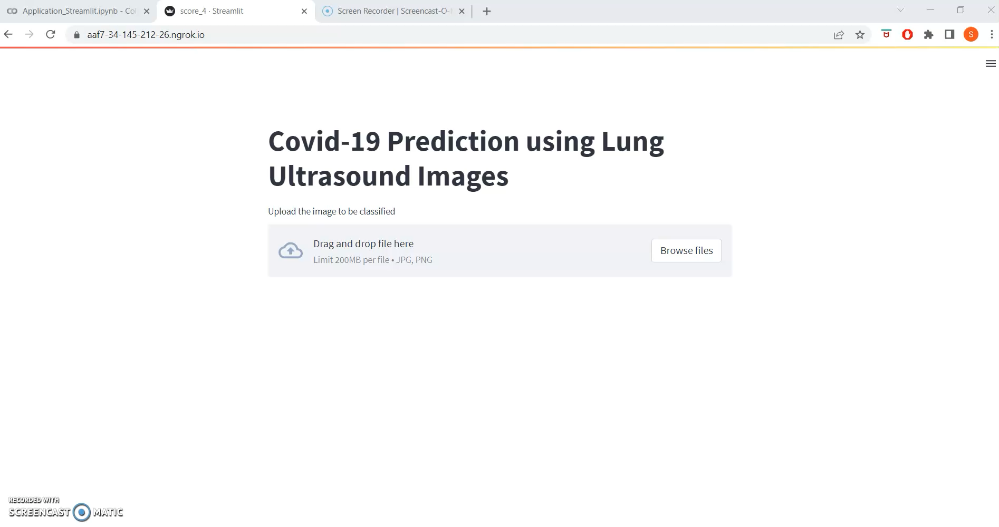 Application_Streamlit.ipynb - Col
score_4 · Streamlit
Screen Recorder | Screencast-O-
aaf7-34-145-212-26.ngrok.io
S
Covid-19 Prediction using Lung
Ultrasound Images
Upload the image to be classified
Drag and drop file here
Limit 200MB per file • JPG, PNG
Browse files
RECORDED WITH
SCREENCAST MATIC